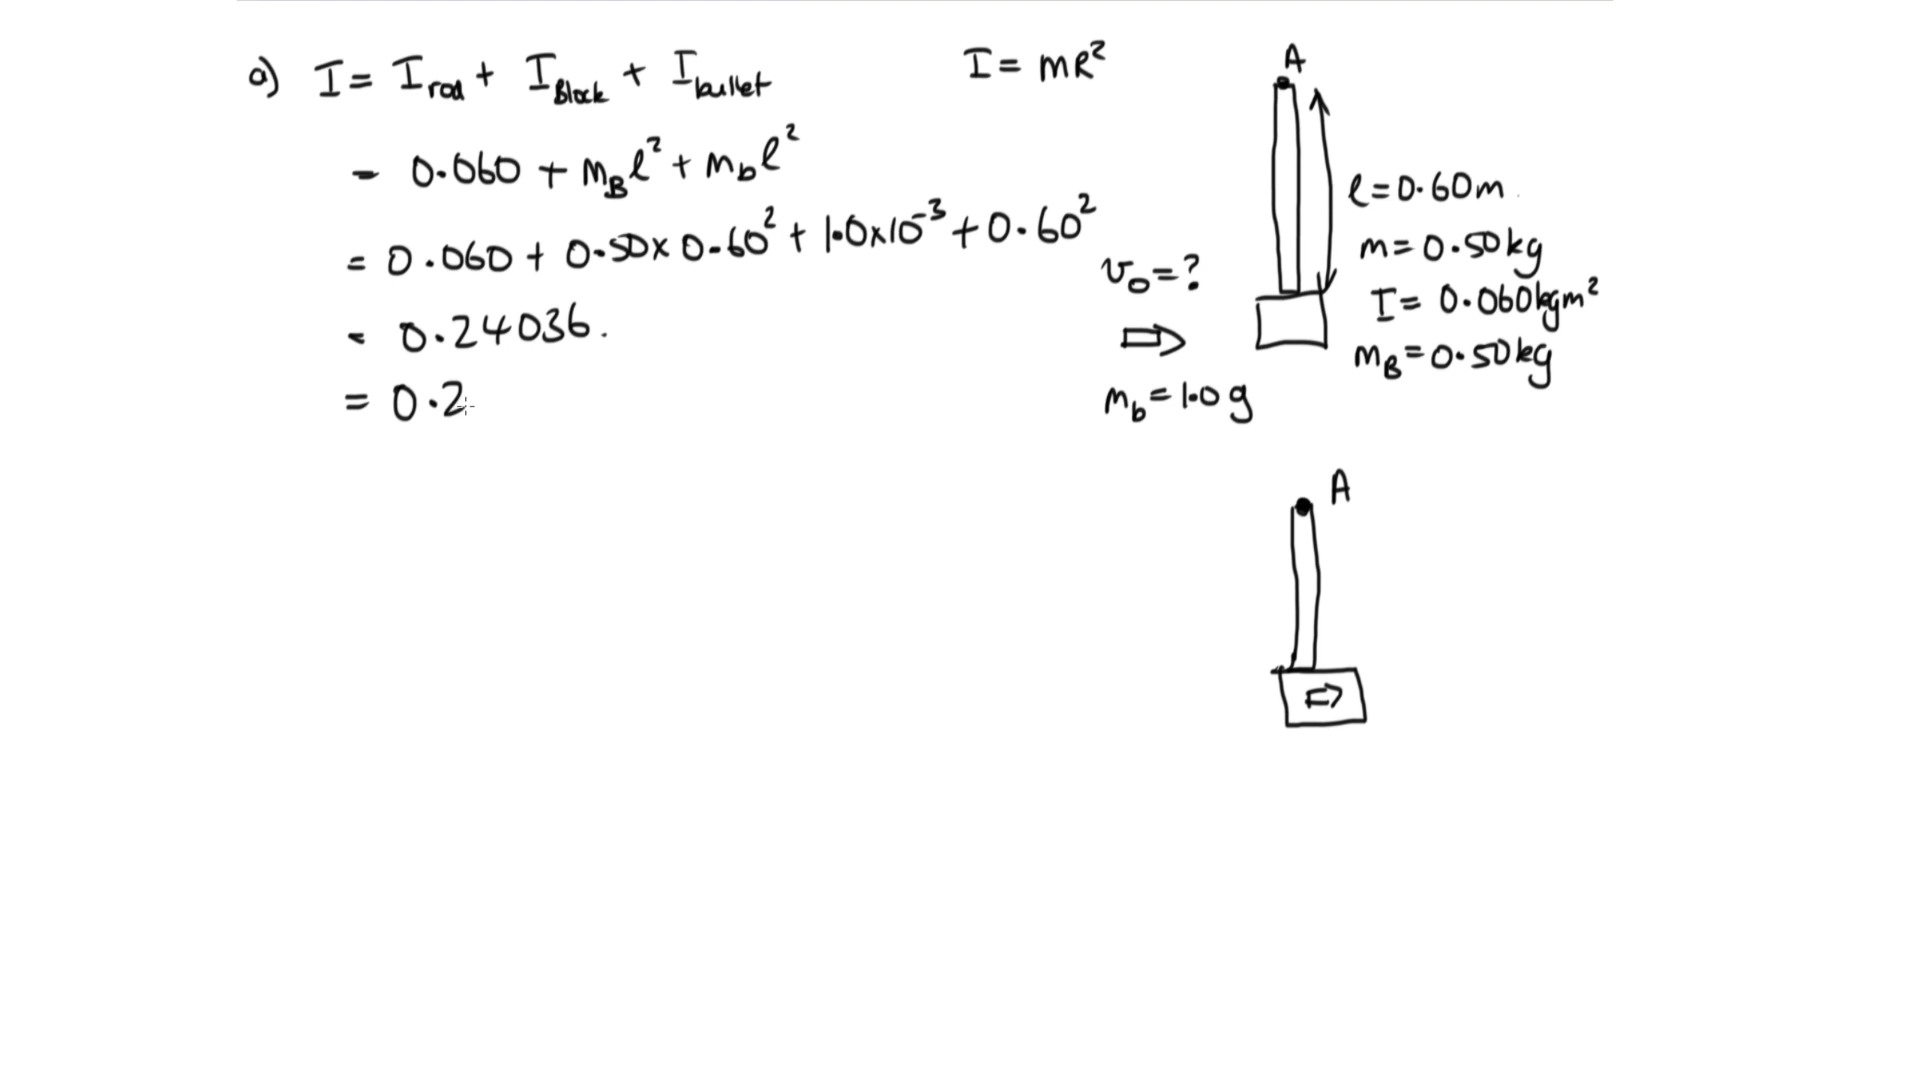 a) I = I_rod + I_Block + I_bullet
= 0.060 + m_B ℓ² + m_b ℓ²
= 0.060 + 0.50 × 0.60² + 1.0×10⁻³ + 0.60²
= 0.24036.
= 0.2
I = mR²
A
ℓ = 0.60m
m = 0.50kg
I = 0.060kgm²
m_B = 0.50kg
v₀ = ?
m_b = 1.0 g
A